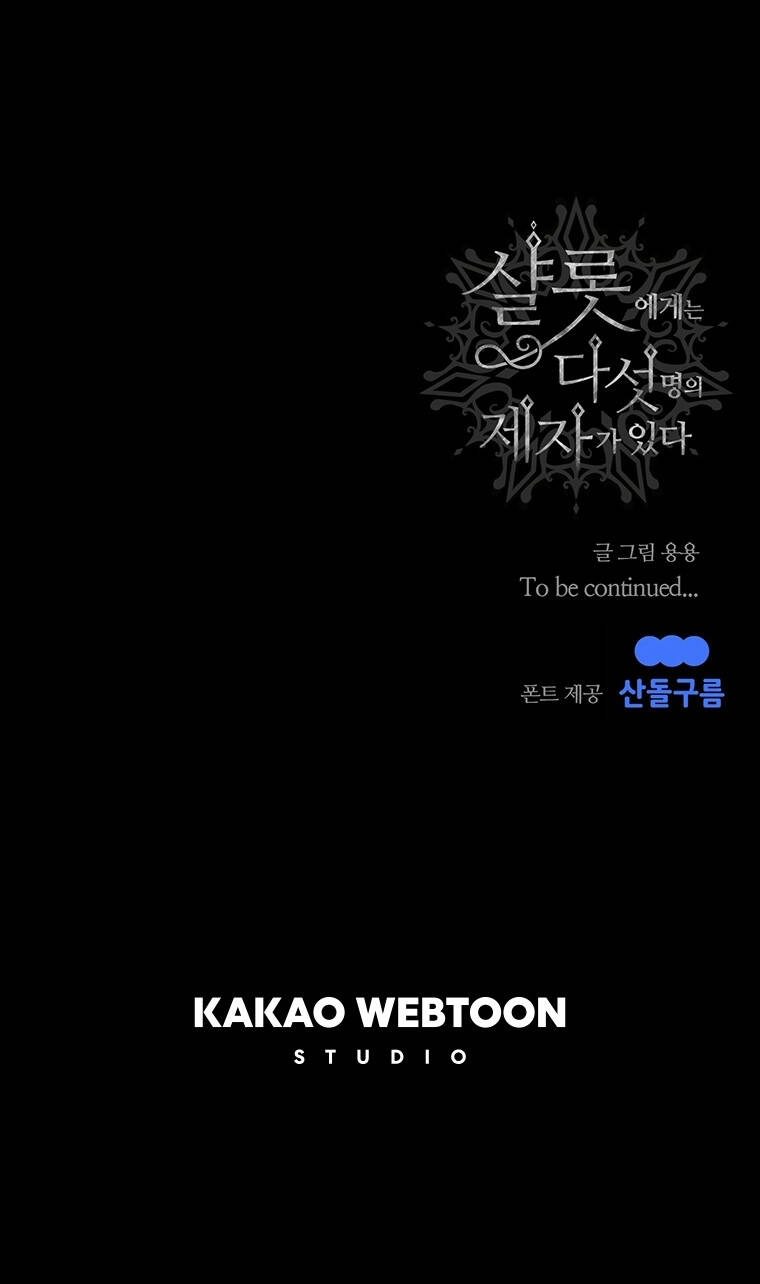 샬롯에게는
다섯명의
제자가 있다
글 그림 용용
To be continued...
폰트 제공 산돌구름
KAKAO WEBTOON
STUDIO